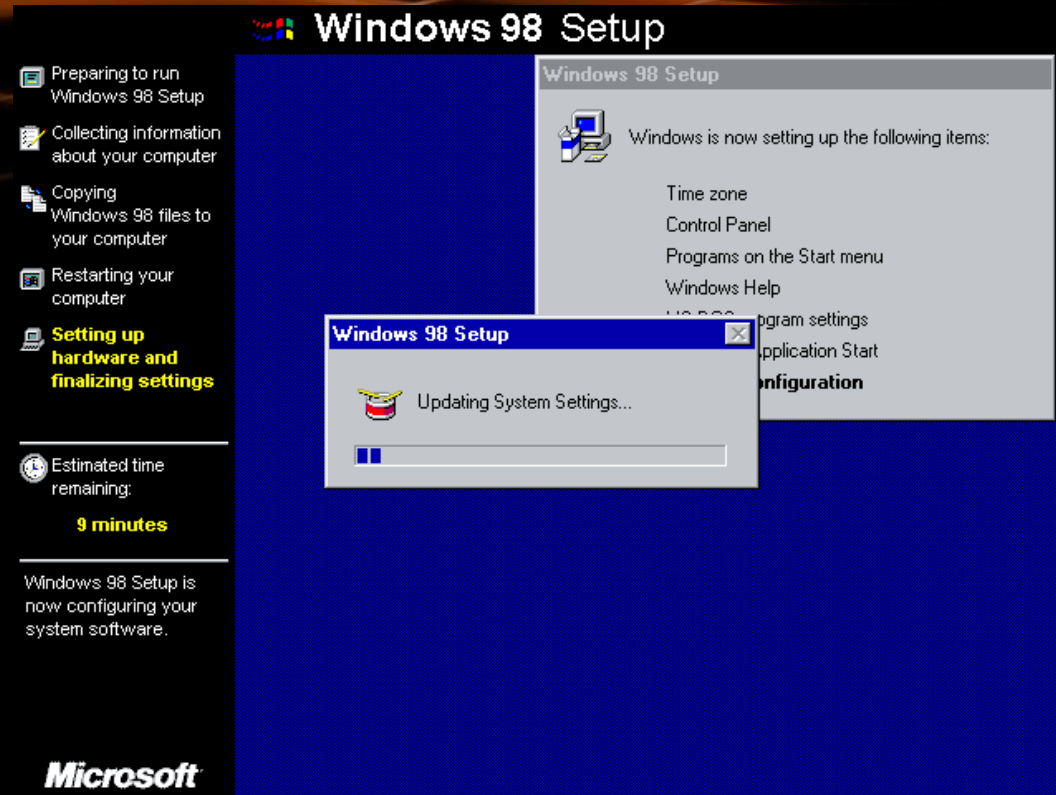 Windows 98 Setup
Preparing to run
Windows 98 Setup
Collecting information
about your computer
Copying
Windows 98 files to
your computer
Restarting your
computer
Setting up
hardware and
finalizing settings
Estimated time
remaining:
9 minutes
Windows 98 Setup is
now configuring your
system software.
Microsoft
Windows 98 Setup
Windows is now setting up the following items:
Time zone
Control Panel
Programs on the Start menu
Windows Help
settings
Start
Windows 98 Setup
Updating System Settings...